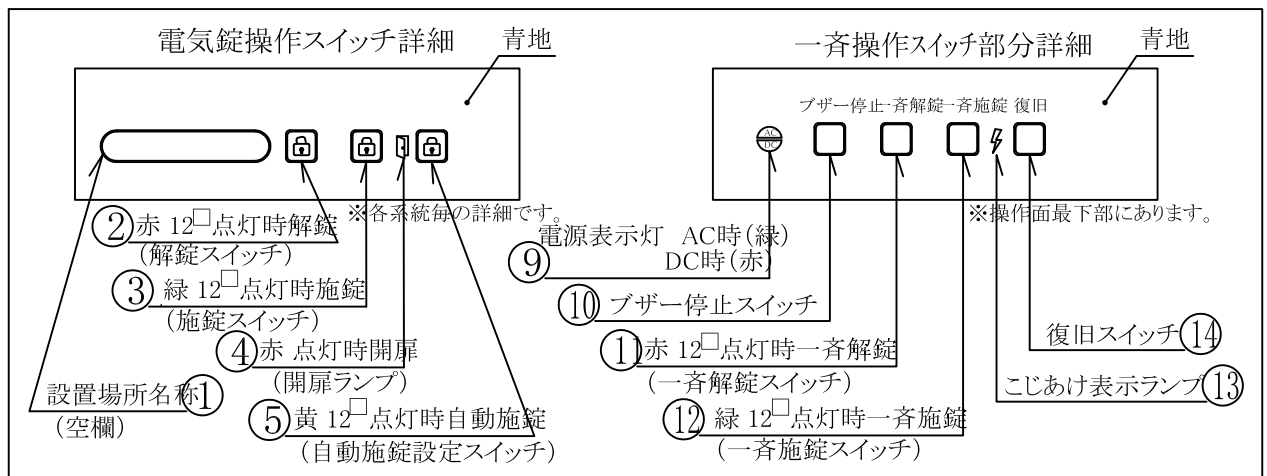 電気錠操作スイッチ詳細
青地
※各系統毎の詳細です。
② 赤 12□点灯時解錠
(解錠スイッチ)
③ 緑 12□点灯時施錠
(施錠スイッチ)
④ 赤 点灯時開扉
(開扉ランプ)
設置場所名称①
(空欄)
⑤ 黄 12□点灯時自動施錠
(自動施錠設定スイッチ)
一斉操作スイッチ部分詳細
青地
ブザー停止 一斉解錠 一斉施錠 復旧
AC
DC
※操作面最下部にあります。
⑨ 電源表示灯 AC時(緑)
DC時(赤)
⑩ ブザー停止スイッチ
⑪ 赤 12□点灯時一斉解錠
(一斉解錠スイッチ)
復旧スイッチ⑭
こじあけ表示ランプ⑬
⑫ 緑 12□点灯時一斉施錠
(一斉施錠スイッチ)